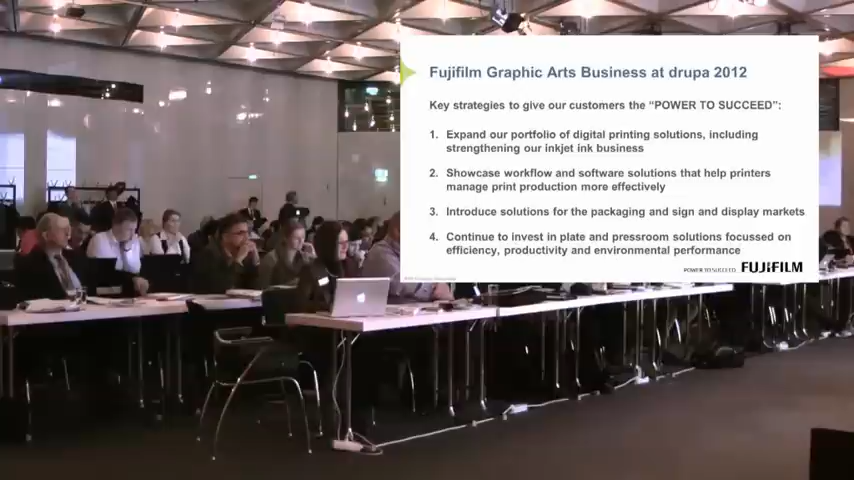 Fujifilm Graphic Arts Business at drupa 2012
Key strategies to give our customers the “POWER TO SUCCEED”:
1. Expand our portfolio of digital printing solutions, including
strengthening our inkjet ink business
2. Showcase workflow and software solutions that help printers
manage print production more effectively
3. Introduce solutions for the packaging and sign and display markets
4. Continue to invest in plate and pressroom solutions focussed on
efficiency, productivity and environmental performance
POWER TO SUCCEED FUJIFILM